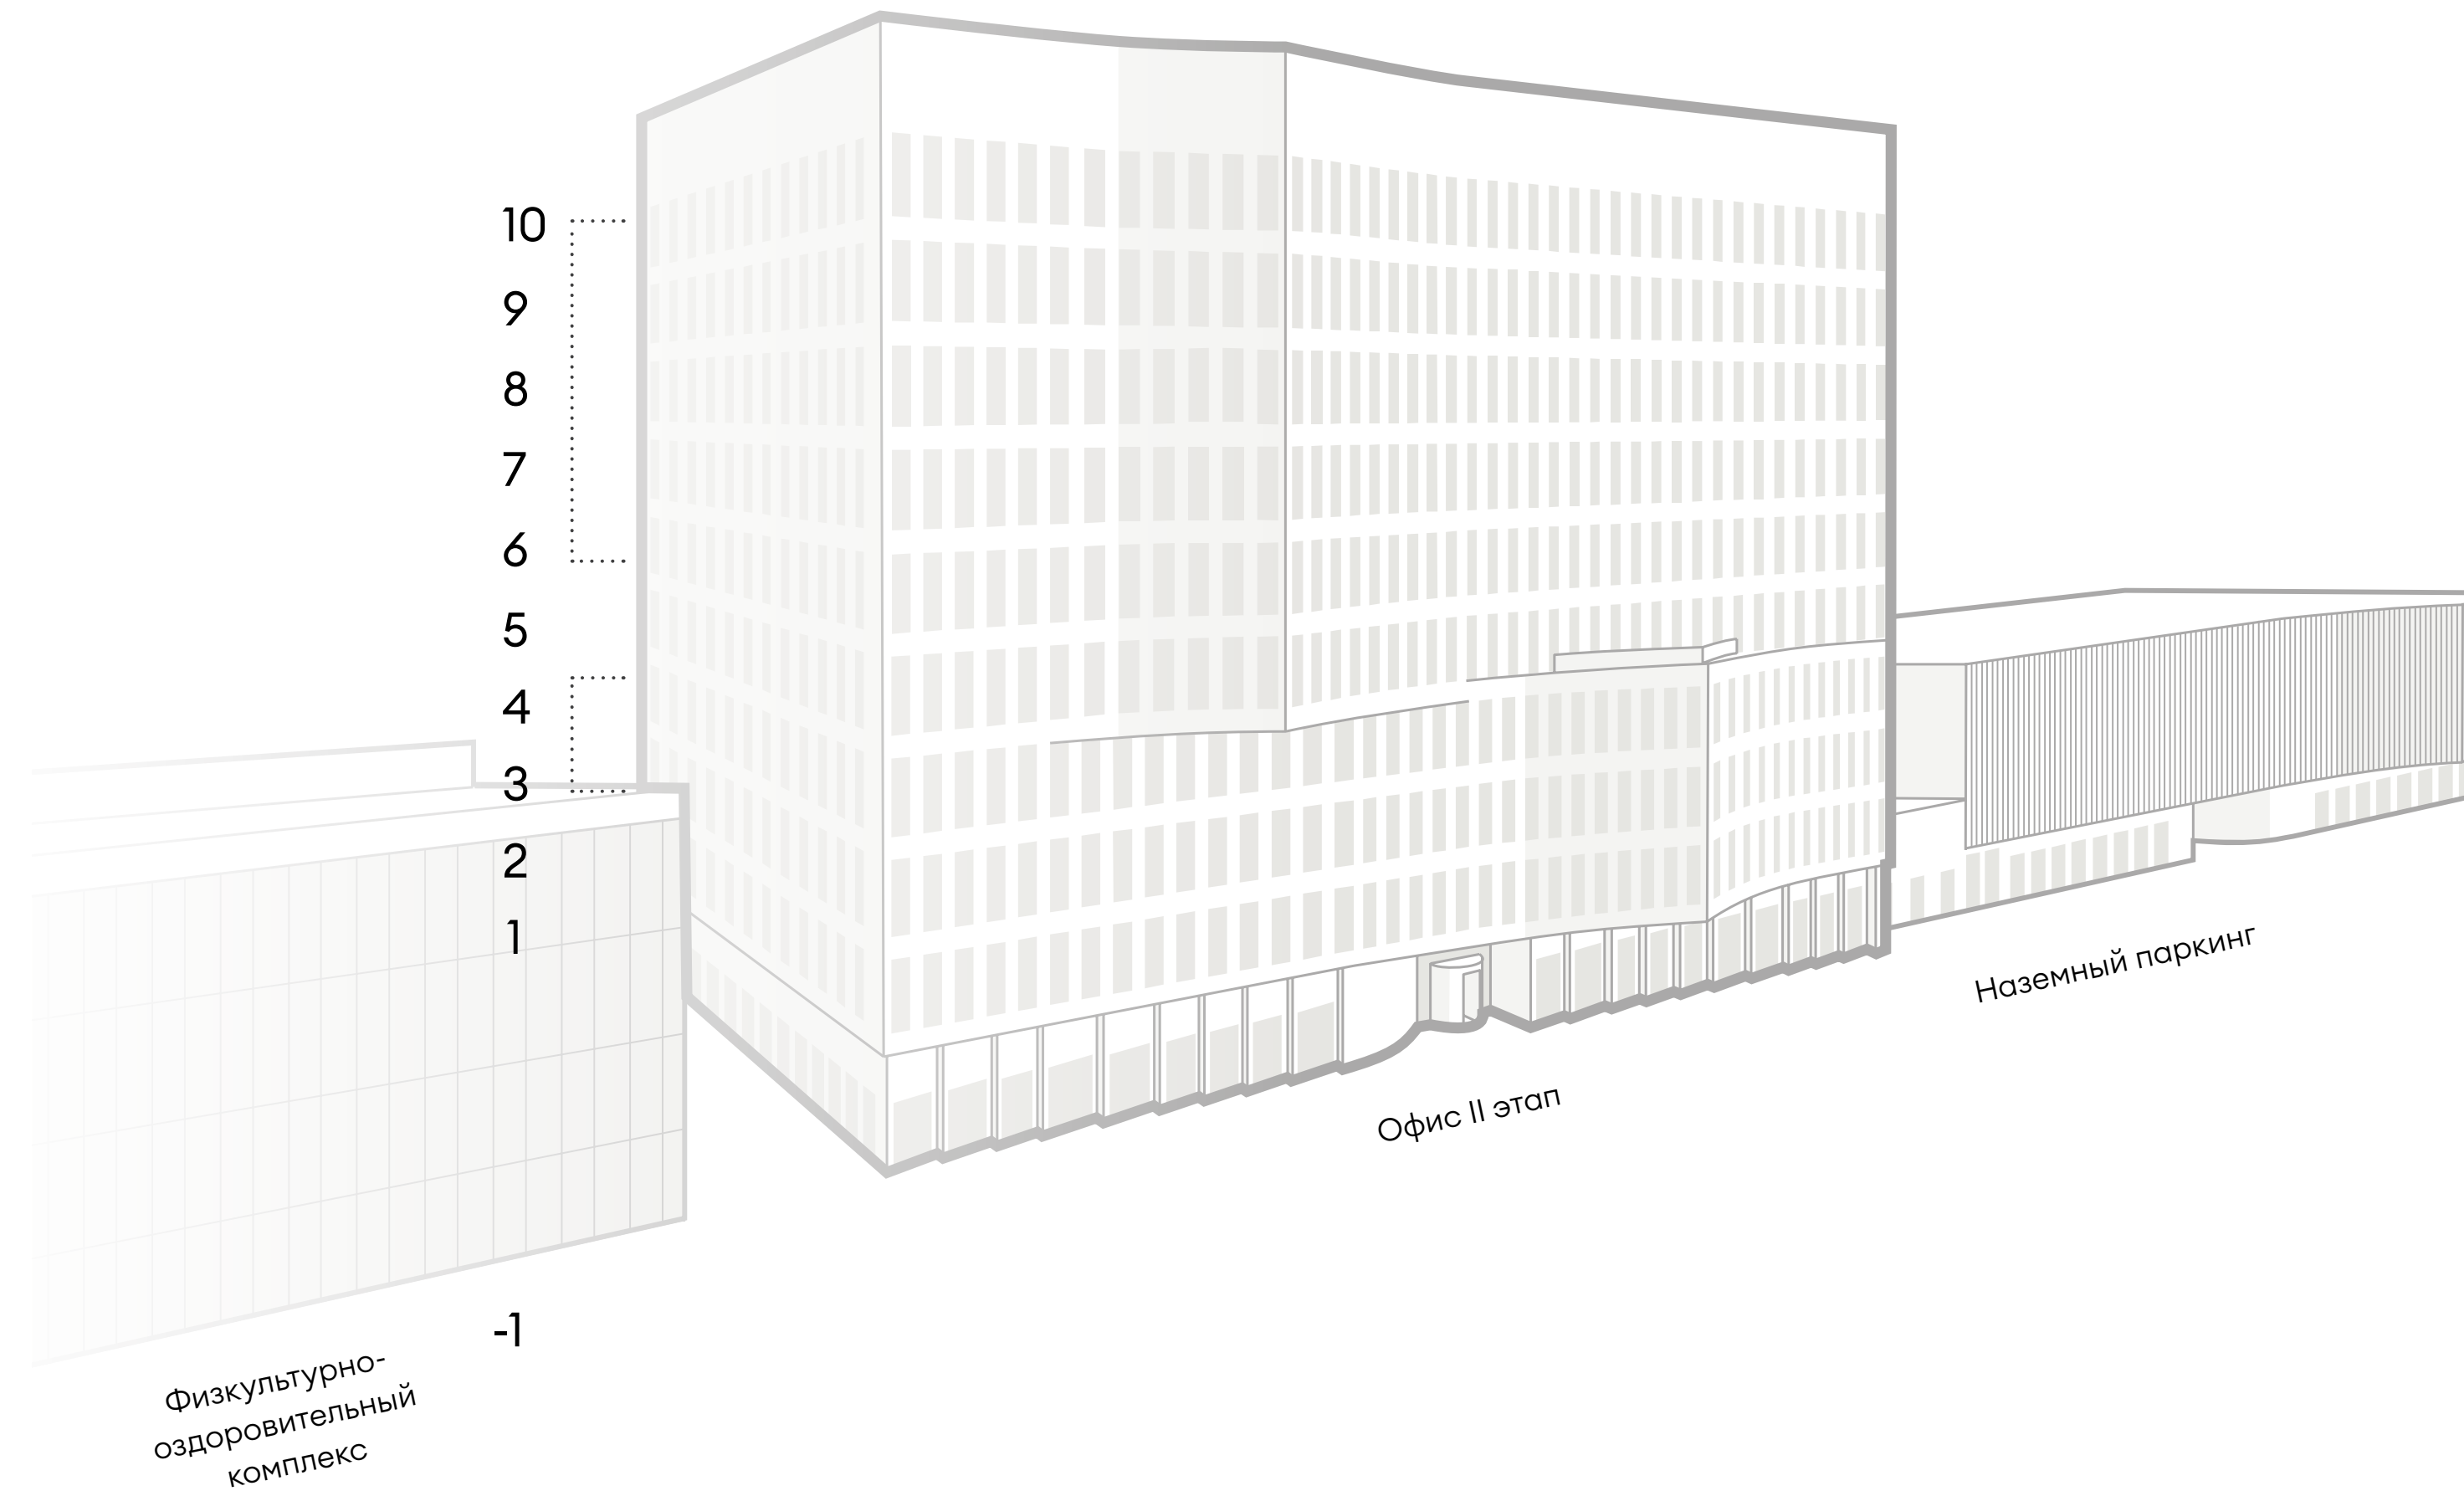 10
9
8
7
6
5
4
3
2
1
-1
Наземный паркинг
Офис II этап
Физкультурно-
оздоровительный
комплекс